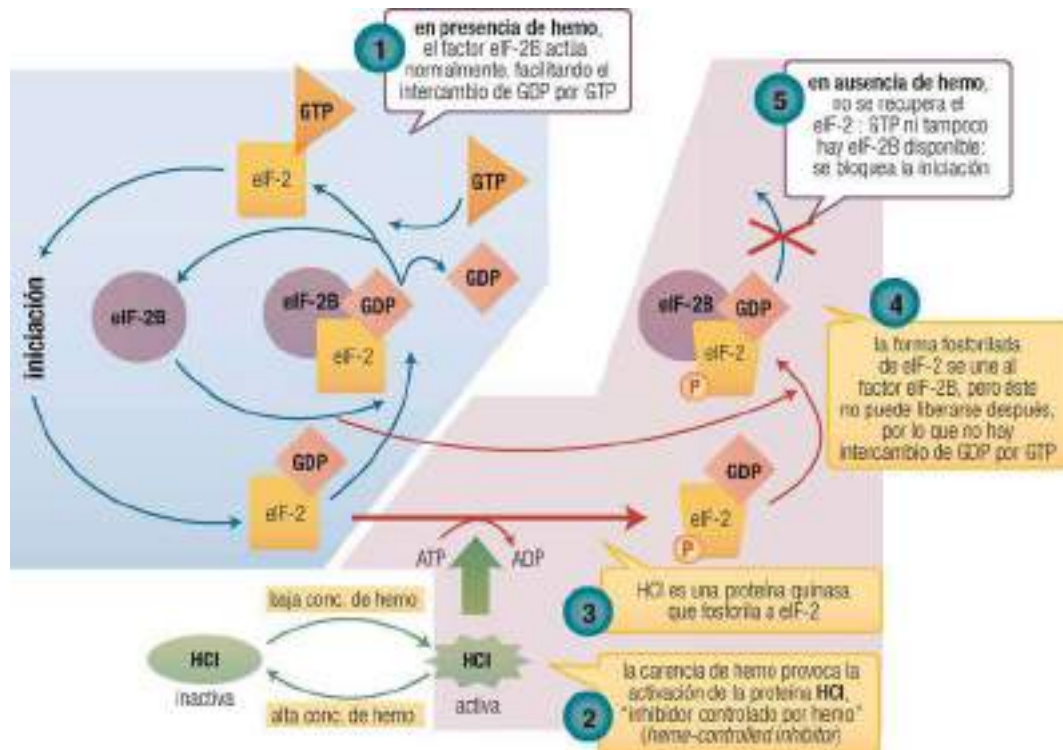 1
en presencia de hemo,
el factor eIF-2B actúa
normalmente, facilitando el
intercambio de GDP por GTP
5
en ausencia de hemo,
no se recupera el
eIF-2 : GTP ni tampoco
hay eIF-2B disponible:
se bloquea la iniciación
GTP
eIF-2
GTP
GDP
iniciación
eIF-2B
eIF-2B
GDP
eIF-2
eIF-2B
GDP
eIF-2
P
4
la forma fosforilada
de eIF-2 se une al
factor eIF-2B, pero éste
no puede liberarse después,
por lo que no hay
intercambio de GDP por GTP
GDP
eIF-2
GDP
eIF-2
P
ATP
ADP
3
HCI es una proteína quinasa
que fosforila a eIF-2
baja conc. de hemo
HCI
inactiva
HCI
activa
alta conc. de hemo
2
la carencia de hemo provoca la
activación de la proteína HCI,
"inhibidor controlado por hemo"
(heme-controlled inhibitor)